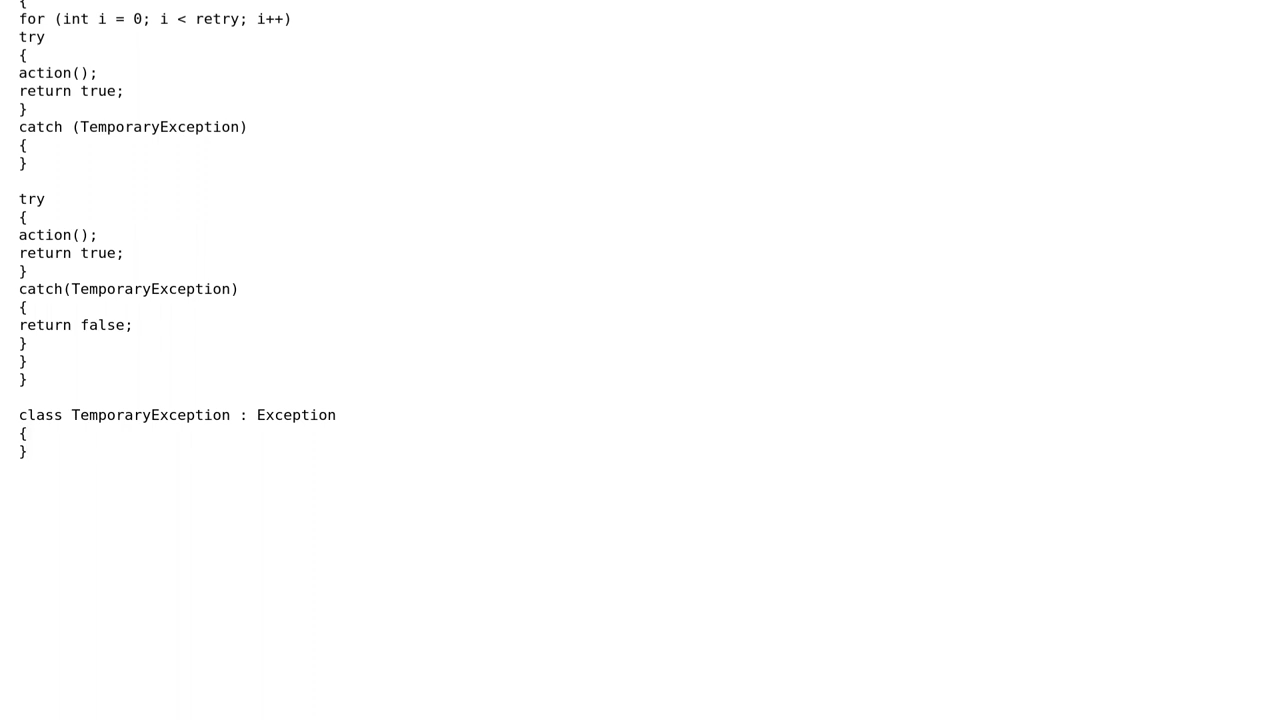 {
for (int i = 0; i < retry; i++)
try
{
action();
return true;
}
catch (TemporaryException)
{
}

try
{
action();
return true;
}
catch(TemporaryException)
{
return false;
}
}
}

class TemporaryException : Exception
{
}